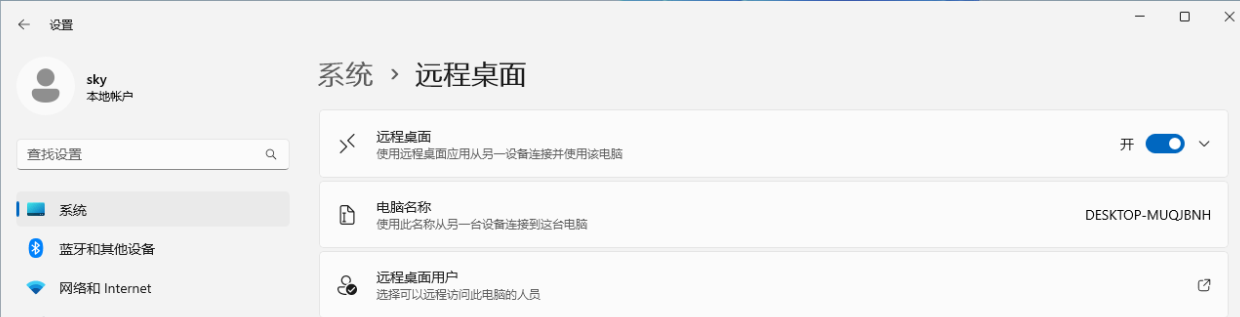 设置
sky
本地帐户
查找设置
系统
蓝牙和其他设备
网络和 Internet
系统 › 远程桌面
远程桌面
使用远程桌面应用从另一设备连接并使用该电脑
开
电脑名称
使用此名称从另一台设备连接到这台电脑
DESKTOP-MUQJBNH
远程桌面用户
选择可以远程访问此电脑的人员